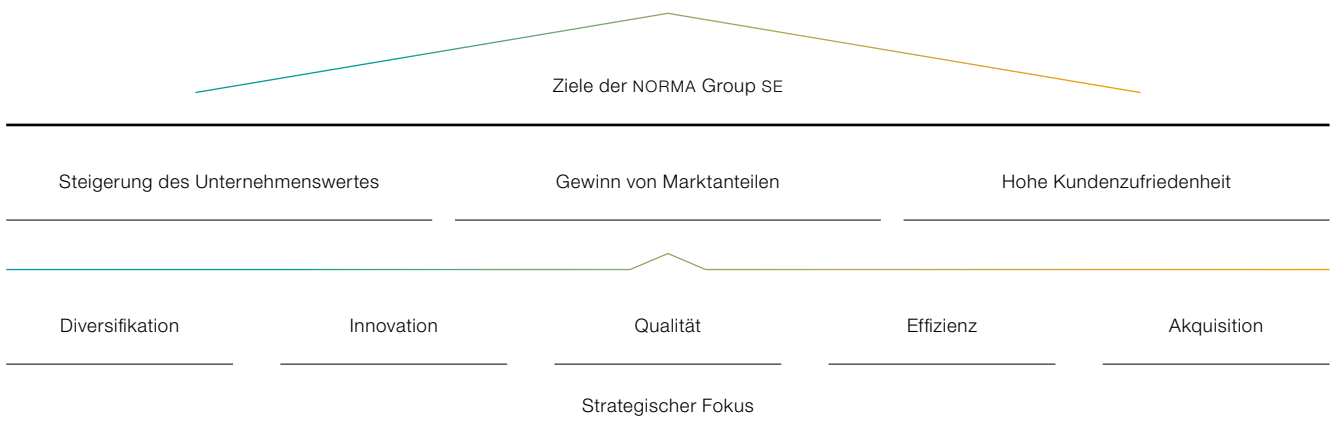 Ziele der NORMA Group SE
Steigerung des Unternehmenswertes
Gewinn von Marktanteilen
Hohe Kundenzufriedenheit
Diversifikation
Innovation
Qualität
Effizienz
Akquisition
Strategischer Fokus